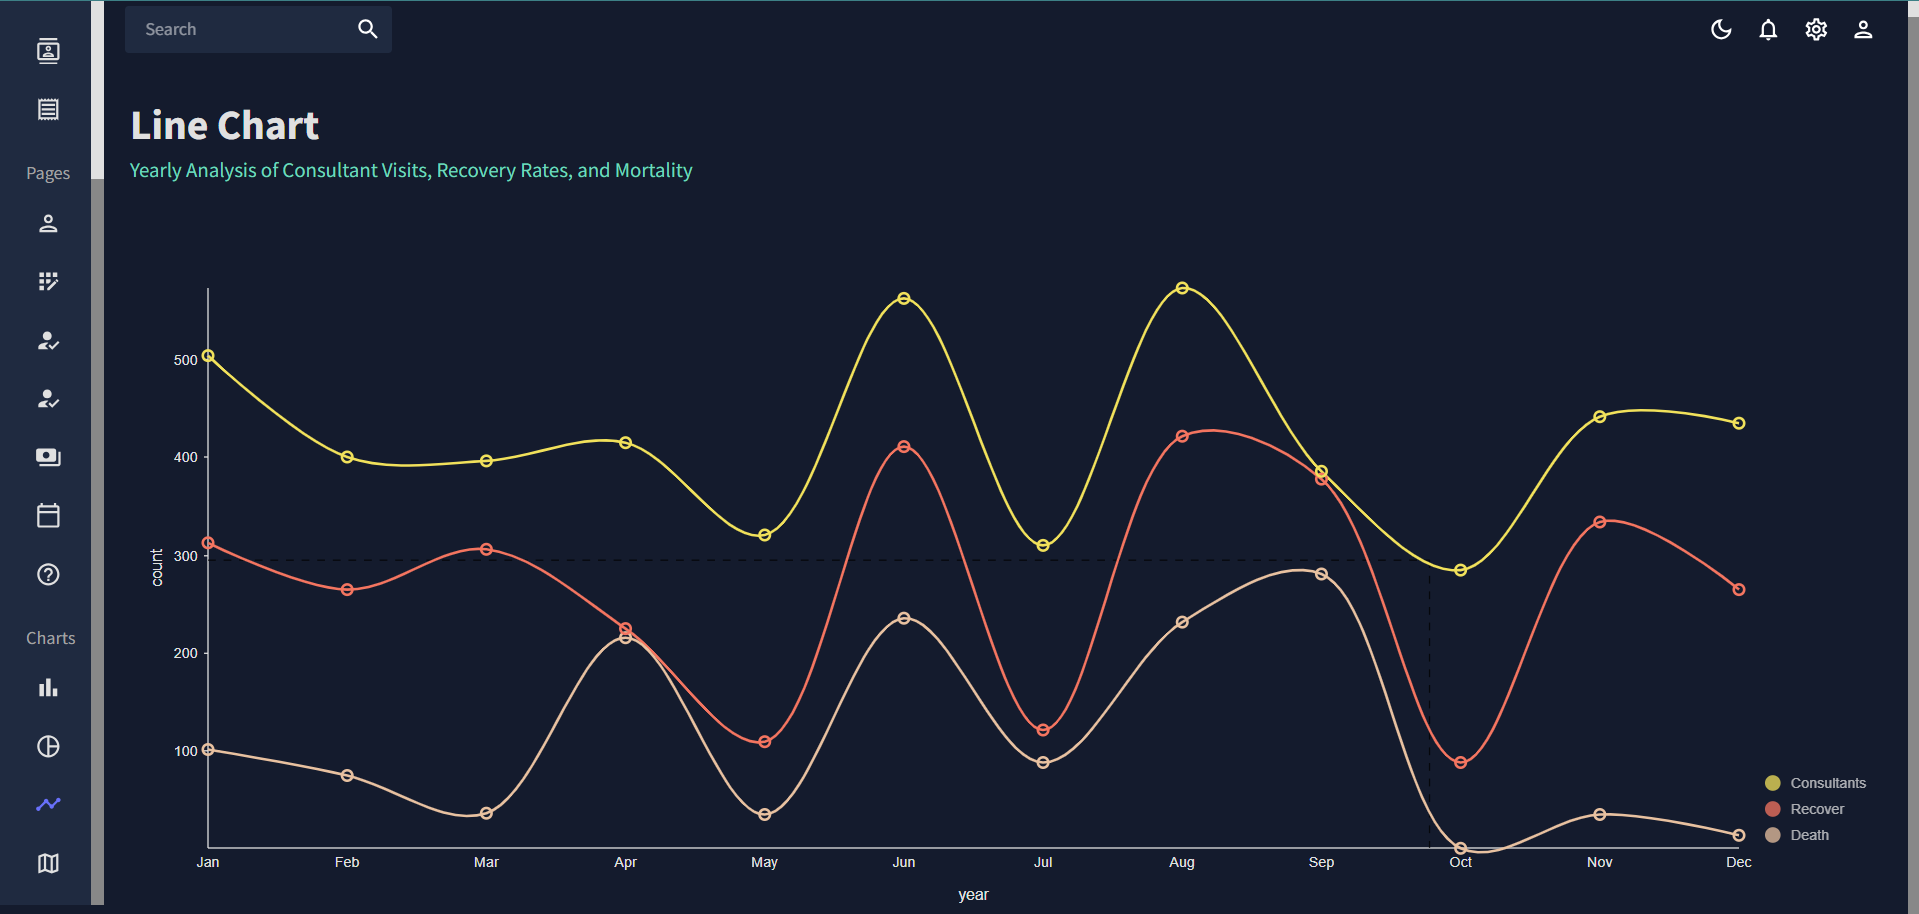 Search
Pages
Charts
Line Chart
Yearly Analysis of Consultant Visits, Recovery Rates, and Mortality
500
400
300
200
100
count
Jan Feb Mar Apr May Jun Jul Aug Sep Oct Nov Dec
year
Consultants
Recover
Death